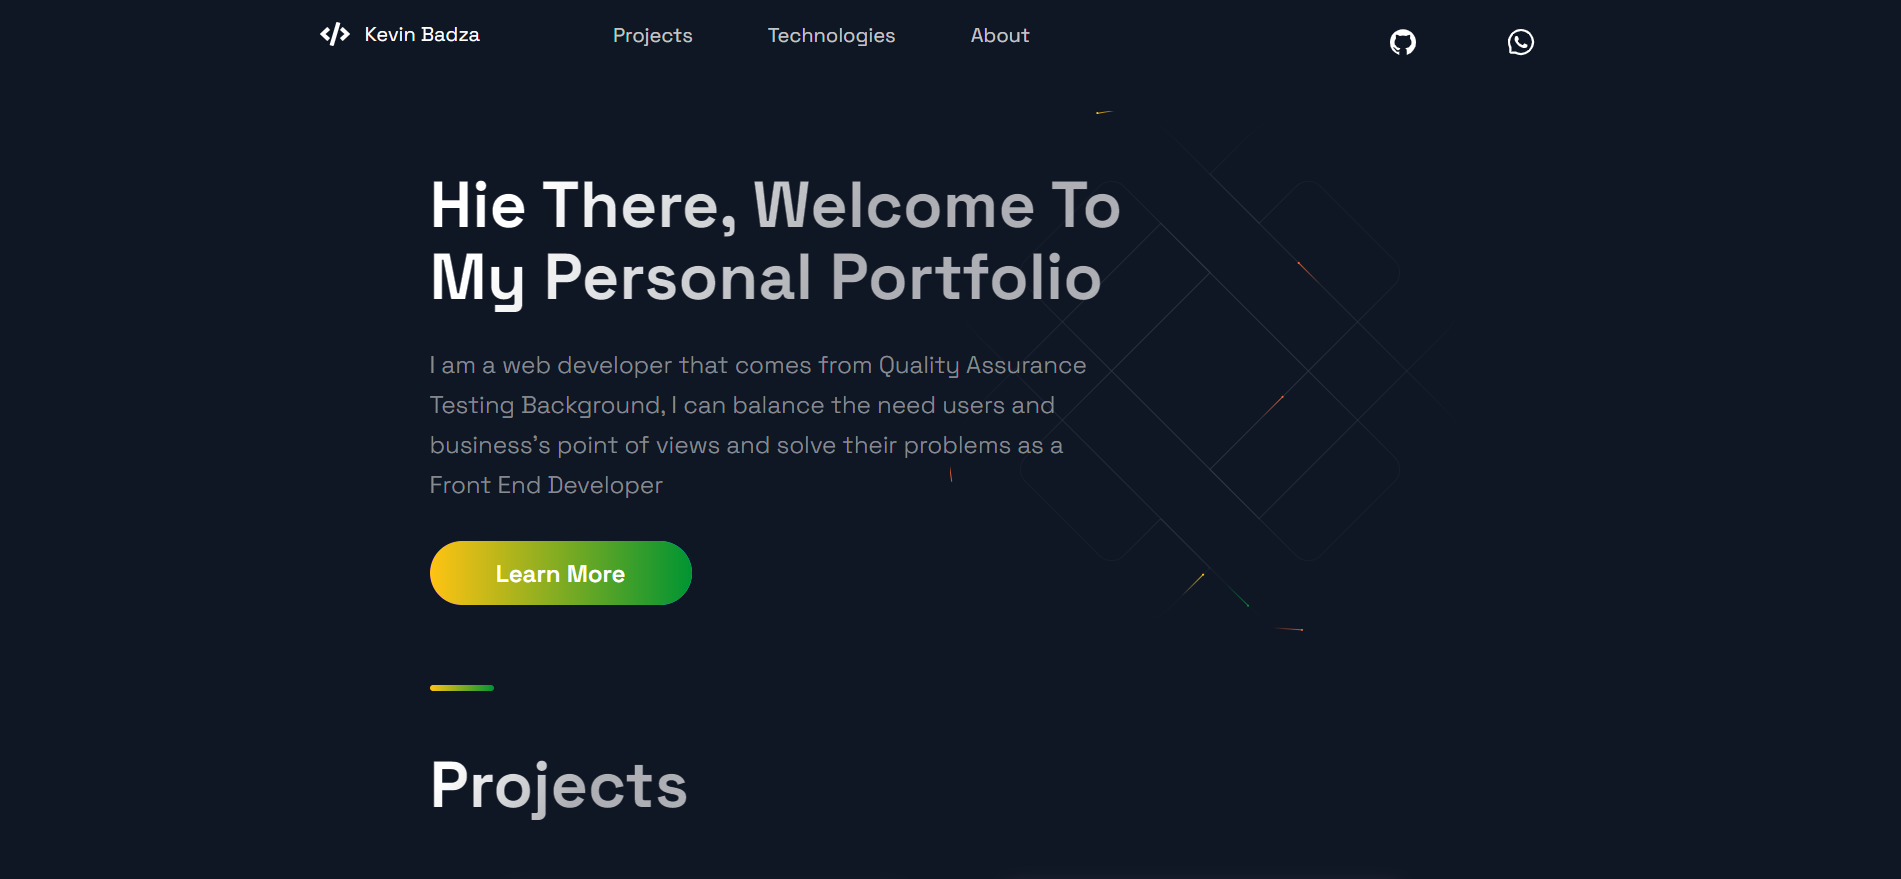 Kevin Badza
Projects
Technologies
About
Hie There, Welcome To
My Personal Portfolio
I am a web developer that comes from Quality Assurance
Testing Background, I can balance the need users and
business's point of views and solve their problems as a
Front End Developer
Learn More
Projects